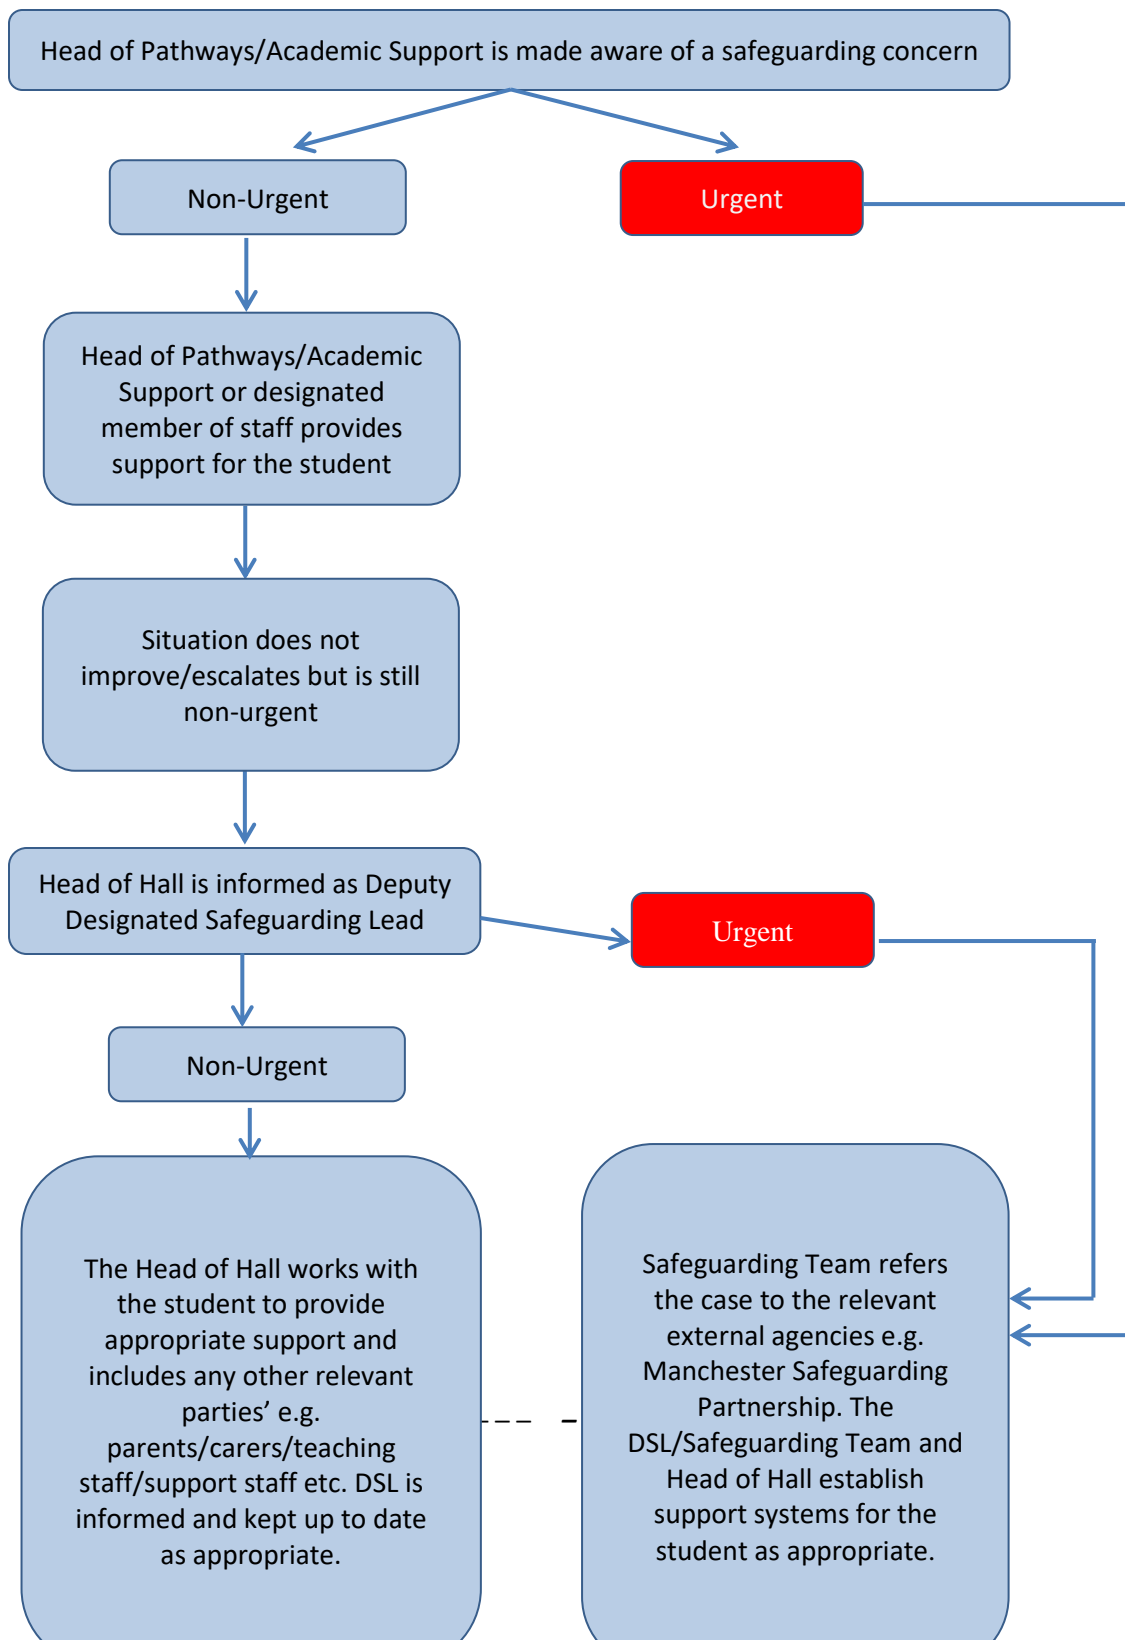 Head of Pathways/Academic Support is made aware of a safeguarding concern
Non-Urgent
Urgent
Head of Pathways/Academic
Support or designated
member of staff provides
support for the student
Situation does not
improve/escalates but is still
non-urgent
Head of Hall is informed as Deputy
Designated Safeguarding Lead
Urgent
Non-Urgent
The Head of Hall works with
the student to provide
appropriate support and
includes any other relevant
parties’ e.g.
parents/carers/teaching
staff/support staff etc. DSL is
informed and kept up to date
as appropriate.
Safeguarding Team refers
the case to the relevant
external agencies e.g.
Manchester Safeguarding
Partnership. The
DSL/Safeguarding Team and
Head of Hall establish
support systems for the
student as appropriate.